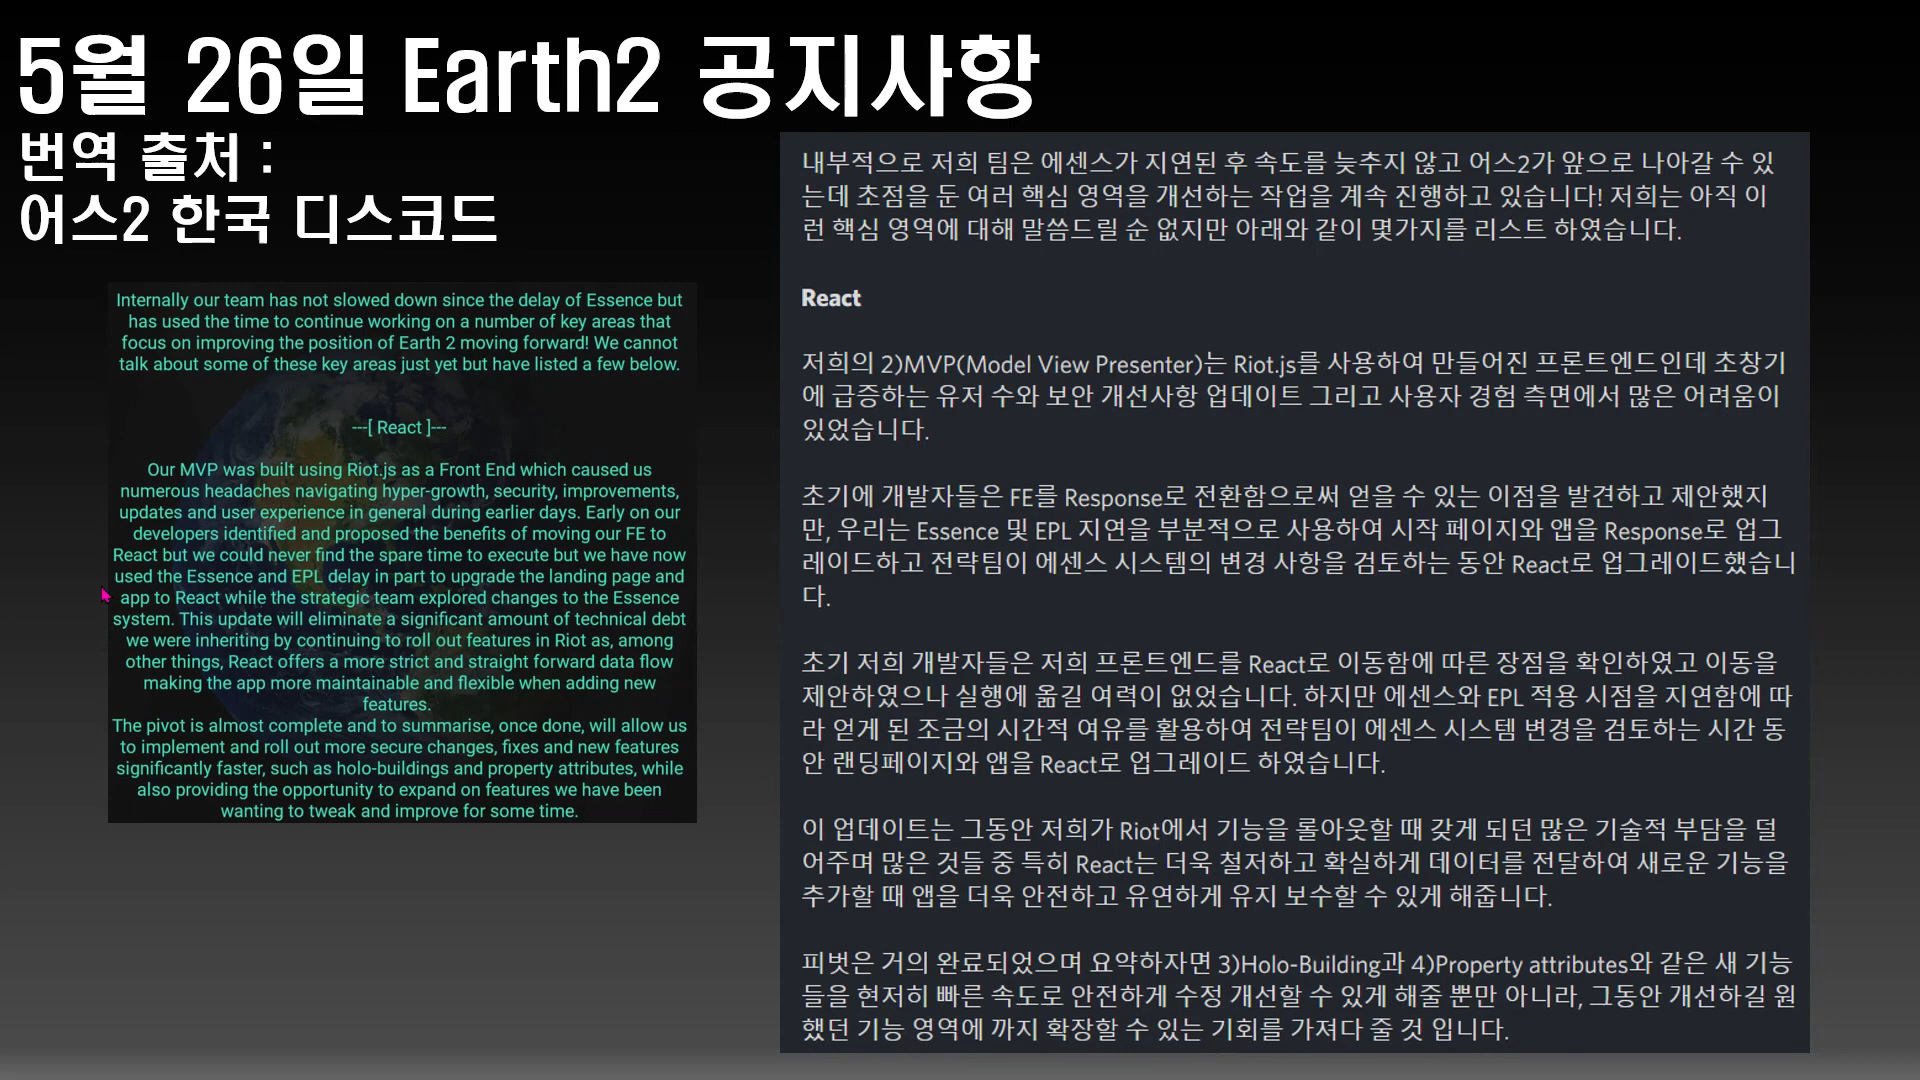 5월 26일 Earth2 공지사항
번역 출처 :
어스2 한국 디스코드
Internally our team has not slowed down since the delay of Essence but
has used the time to continue working on a number of key areas that
focus on improving the position of Earth 2 moving forward! We cannot
talk about some of these key areas just yet but have listed a few below.
---[ React ]---
Our MVP was built using Riot.js as a Front End which caused us
numerous headaches navigating hyper-growth, security, improvements,
updates and user experience in general during earlier days. Early on our
developers identified and proposed the benefits of moving our FE to
React but we could never find the spare time to execute but we have now
used the Essence and EPL delay in part to upgrade the landing page and
app to React while the strategic team explored changes to the Essence
system. This update will eliminate a significant amount of technical debt
we were inheriting by continuing to roll out features in Riot as, among
other things, React offers a more strict and straight forward data flow
making the app more maintainable and flexible when adding new
features.
The pivot is almost complete and to summarise, once done, will allow us
to implement and roll out more secure changes, fixes and new features
significantly faster, such as holo-buildings and property attributes, while
also providing the opportunity to expand on features we have been
wanting to tweak and improve for some time.
내부적으로 저희 팀은 에센스가 지연된 후 속도를 늦추지 않고 어스2가 앞으로 나아갈 수 있
는데 초점을 둔 여러 핵심 영역을 개선하는 작업을 계속 진행하고 있습니다! 저희는 아직 이
런 핵심 영역에 대해 말씀드릴 순 없지만 아래와 같이 몇가지를 리스트 하였습니다.
React
저희의 2)MVP(Model View Presenter)는 Riot.js를 사용하여 만들어진 프론트엔드인데 초창기
에 급증하는 유저 수와 보안 개선사항 업데이트 그리고 사용자 경험 측면에서 많은 어려움이
있었습니다.
초기에 개발자들은 FE를 Response로 전환함으로써 얻을 수 있는 이점을 발견하고 제안했지
만, 우리는 Essence 및 EPL 지연을 부분적으로 사용하여 시작 페이지와 앱을 Response로 업그
레이드하고 전략팀이 에센스 시스템의 변경 사항을 검토하는 동안 React로 업그레이드했습니
다.
초기 저희 개발자들은 저희 프론트엔드를 React로 이동함에 따른 장점을 확인하였고 이동을
제안하였으나 실행에 옮길 여력이 없었습니다. 하지만 에센스와 EPL 적용 시점을 지연함에 따
라 얻게 된 조금의 시간적 여유를 활용하여 전략팀이 에센스 시스템 변경을 검토하는 시간 동
안 랜딩페이지와 앱을 React로 업그레이드 하였습니다.
이 업데이트는 그동안 저희가 Riot에서 기능을 롤아웃할 때 갖게 되던 많은 기술적 부담을 덜
어주며 많은 것들 중 특히 React는 더욱 철저하고 확실하게 데이터를 전달하여 새로운 기능을
추가할 때 앱을 더욱 안전하고 유연하게 유지 보수할 수 있게 해줍니다.
피벗은 거의 완료되었으며 요약하자면 3)Holo-Building과 4)Property attributes와 같은 새 기능
들을 현저히 빠른 속도로 안전하게 수정 개선할 수 있게 해줄 뿐만 아니라, 그동안 개선하길 원
했던 기능 영역에 까지 확장할 수 있는 기회를 가져다 줄 것 입니다.